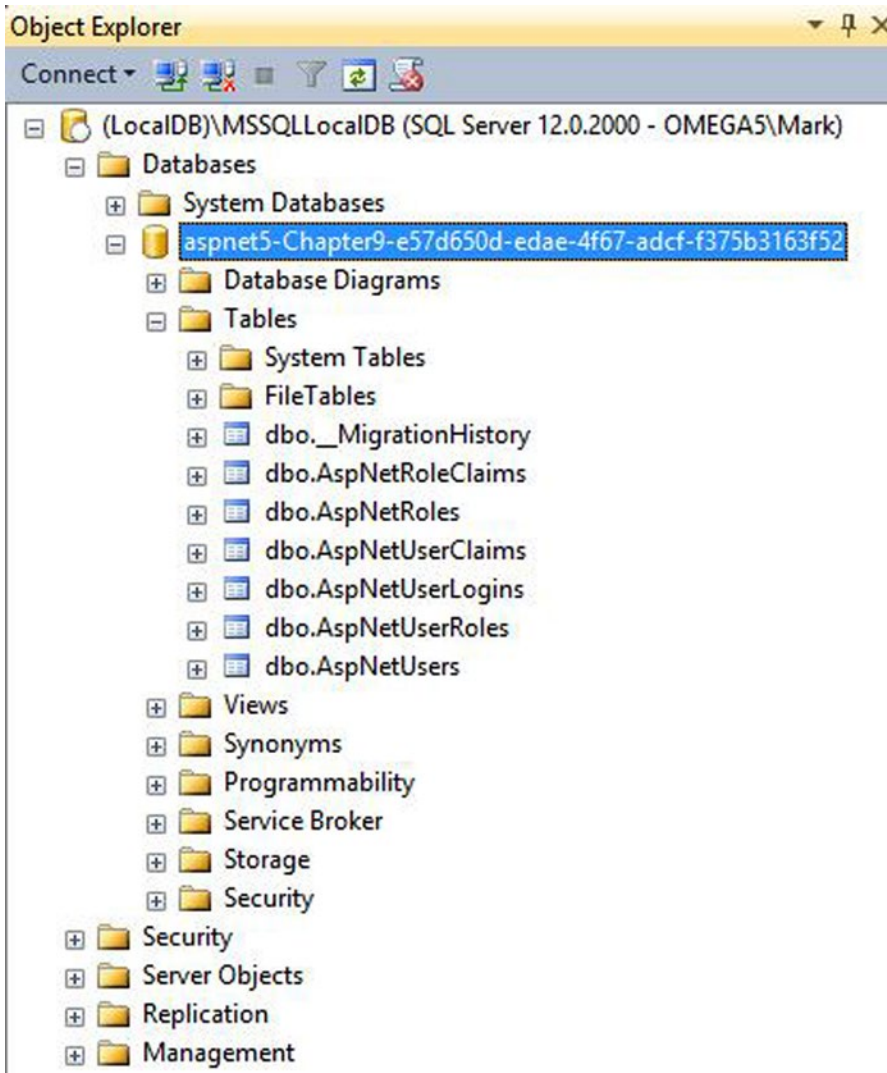 Object Explorer
Connect
(LocalDB)\MSSQLLocalDB (SQL Server 12.0.2000 - OMEGA5\Mark)
Databases
System Databases
aspnet5-Chapter9-e57d650d-edae-4f67-adcf-f375b3163f52
Database Diagrams
Tables
System Tables
FileTables
dbo.__MigrationHistory
dbo.AspNetRoleClaims
dbo.AspNetRoles
dbo.AspNetUserClaims
dbo.AspNetUserLogins
dbo.AspNetUserRoles
dbo.AspNetUsers
Views
Synonyms
Programmability
Service Broker
Storage
Security
Security
Server Objects
Replication
Management